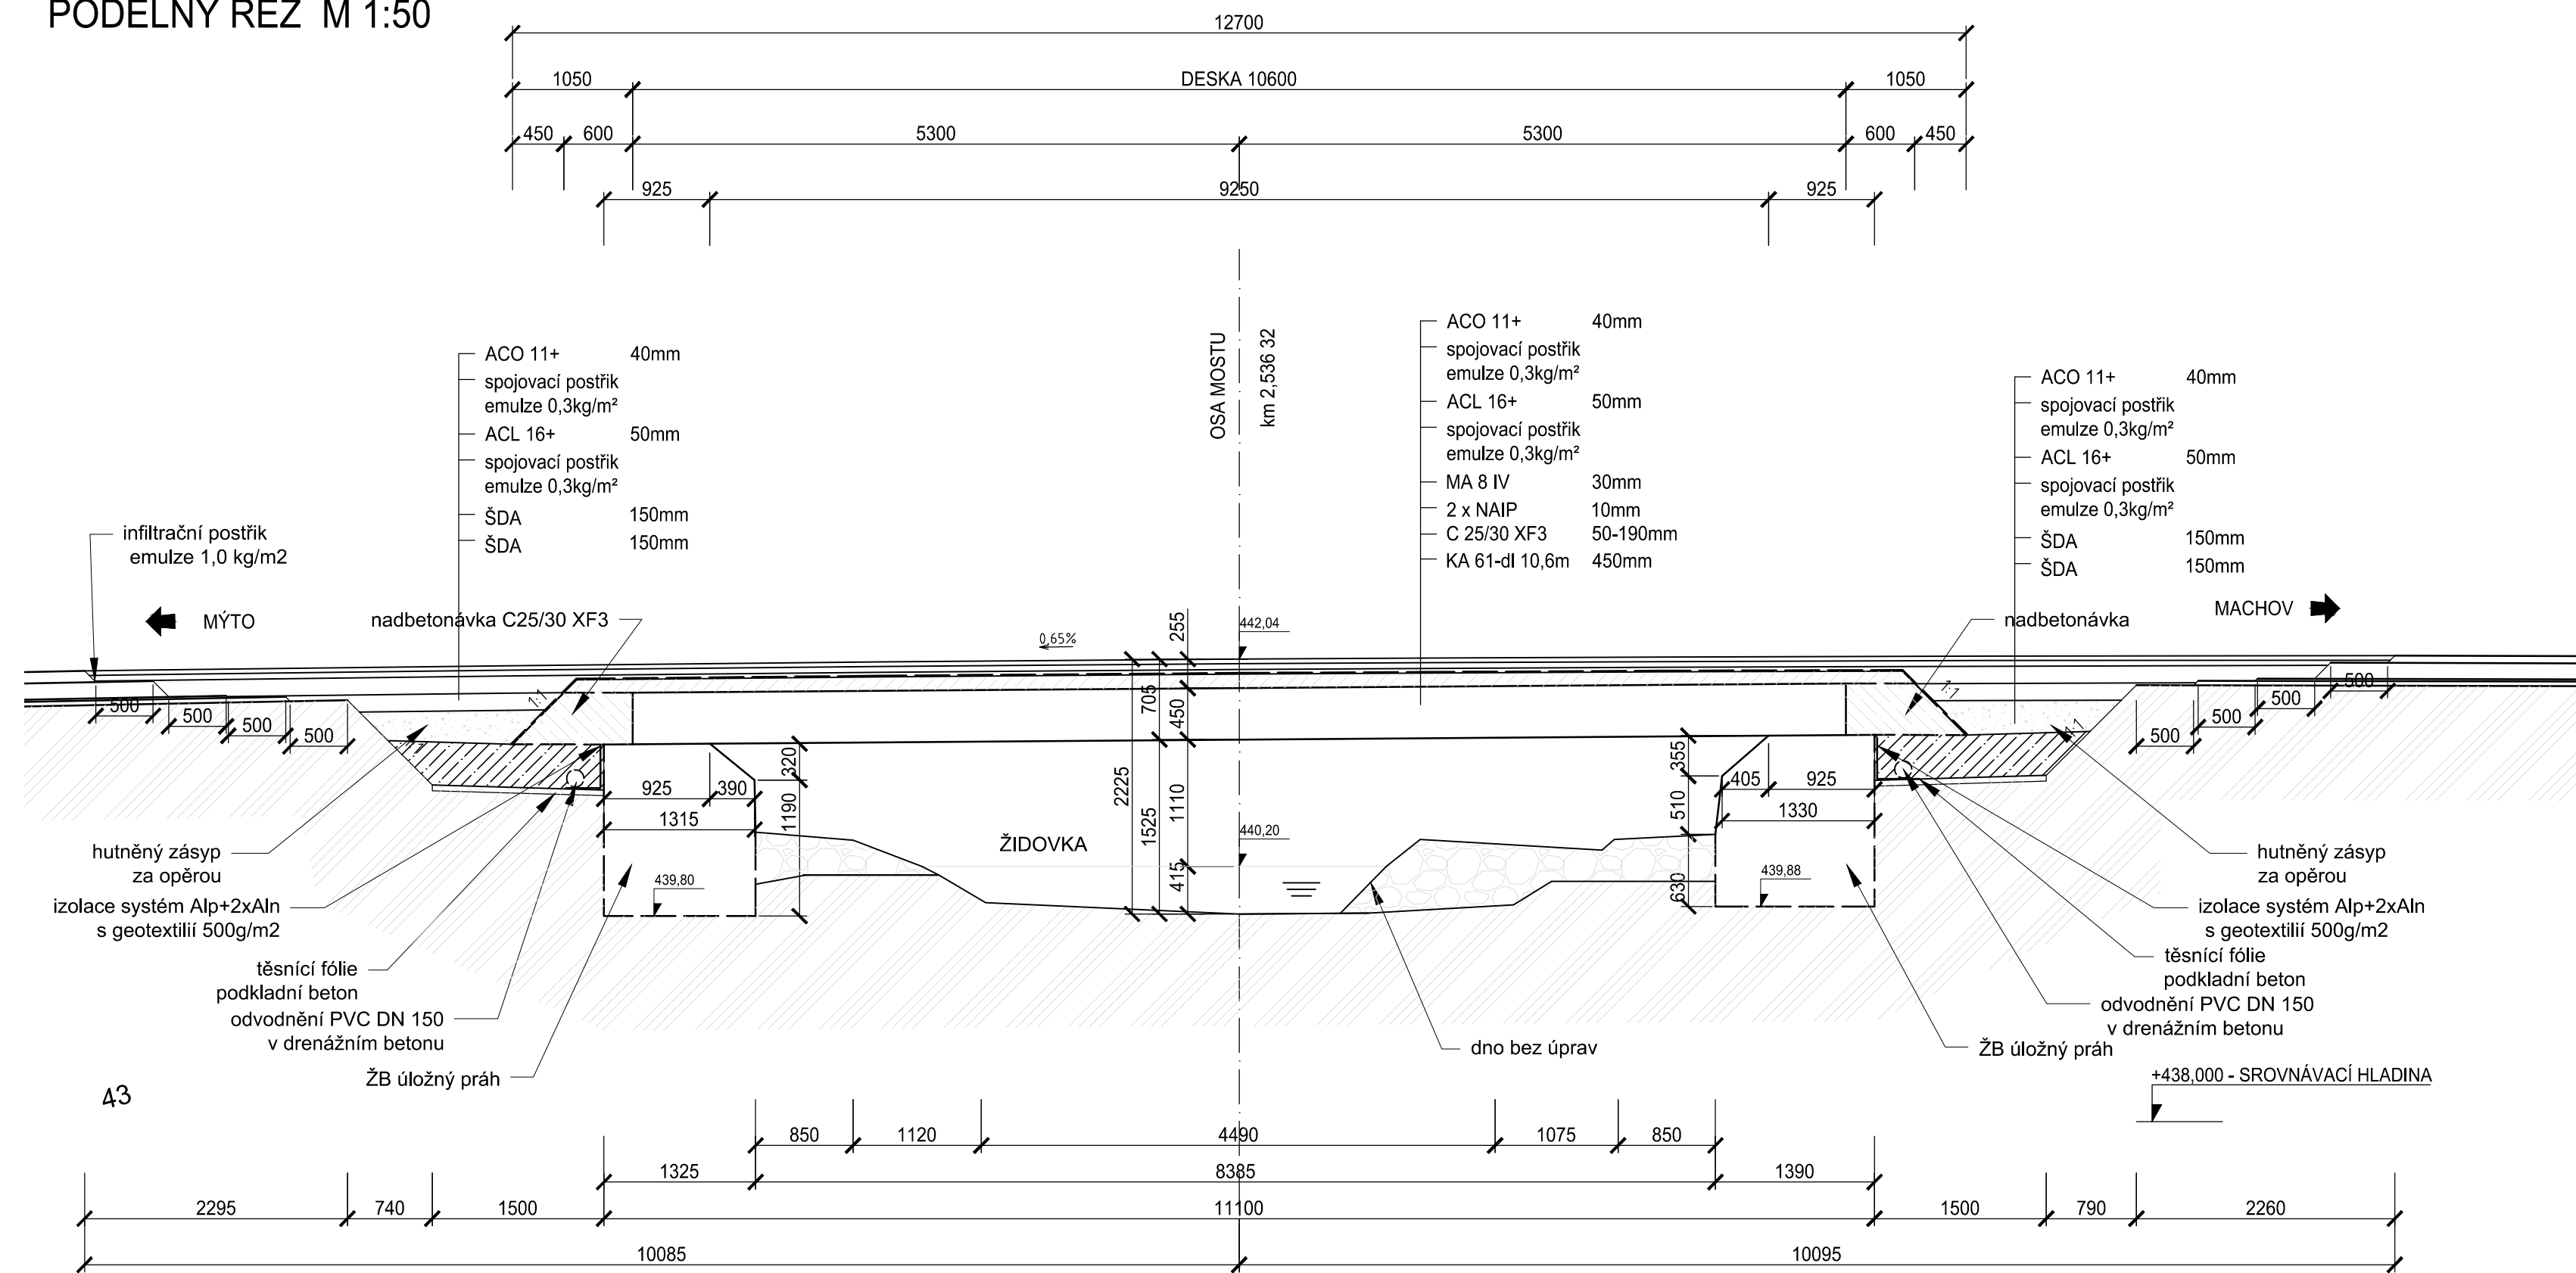 PODÉLNÝ ŘEZ M 1:50
12700
1050
DESKA 10600
1050
450
600
5300
5300
600
450
925
9250
925
OSA MOSTU
km 2,536 32
ACO 11+ 40mm
spojovací postřik
emulze 0,3kg/m²
ACL 16+ 50mm
spojovací postřik
emulze 0,3kg/m²
ŠDA 150mm
ŠDA 150mm
ACO 11+ 40mm
spojovací postřik
emulze 0,3kg/m²
ACL 16+ 50mm
spojovací postřik
emulze 0,3kg/m²
MA 8 IV 30mm
2 x NAIP 10mm
C 25/30 XF3 50-190mm
KA 61-dl 10,6m 450mm
ACO 11+ 40mm
spojovací postřik
emulze 0,3kg/m²
ACL 16+ 50mm
spojovací postřik
emulze 0,3kg/m²
ŠDA 150mm
ŠDA 150mm
infiltrační postřik
emulze 1,0 kg/m2
MÝTO
nadbetonávka C25/30 XF3
0,65%
255
442,04
MACHOV
nadbetonávka
1:1
1:1
1:1
500
500
500
500
705
450
500
500
500
500
320
2225
1525
1110
355
925
390
1190
405
925
510
1315
1330
ŽIDOVKA
440,20
415
439,80
439,88
630
hutněný zásyp
za opěrou
izolace systém Alp+2xAln
s geotextilií 500g/m2
těsnící fólie
podkladní beton
odvodnění PVC DN 150
v drenážním betonu
ŽB úložný práh
dno bez úprav
hutněný zásyp
za opěrou
izolace systém Alp+2xAln
s geotextilií 500g/m2
těsnící fólie
podkladní beton
odvodnění PVC DN 150
v drenážním betonu
ŽB úložný práh
43
+438,000 - SROVNÁVACÍ HLADINA
850
1120
4490
1075
850
1325
8385
1390
2295
740
1500
11100
1500
790
2260
10085
10095